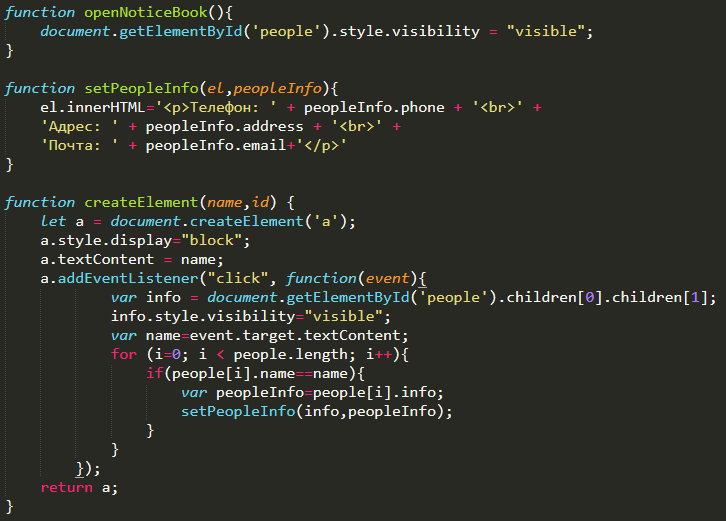 function openNoticeBook(){
    document.getElementById('people').style.visibility = "visible";
}

function setPeopleInfo(el,peopleInfo){
    el.innerHTML='<p>Телефон: ' + peopleInfo.phone + '<br>' +
    'Адрес: ' + peopleInfo.address + '<br>' +
    'Почта: ' + peopleInfo.email+'</p>'
}

function createElement(name,id) {
    let a = document.createElement('a');
    a.style.display="block";
    a.textContent = name;
    a.addEventListener("click", function(event){
            var info = document.getElementById('people').children[0].children[1];
            info.style.visibility="visible";
            var name=event.target.textContent;
            for (i=0; i < people.length; i++){
                if(people[i].name==name){
                    var peopleInfo=people[i].info;
                    setPeopleInfo(info,peopleInfo);
                }
            }
        });
    return a;
}